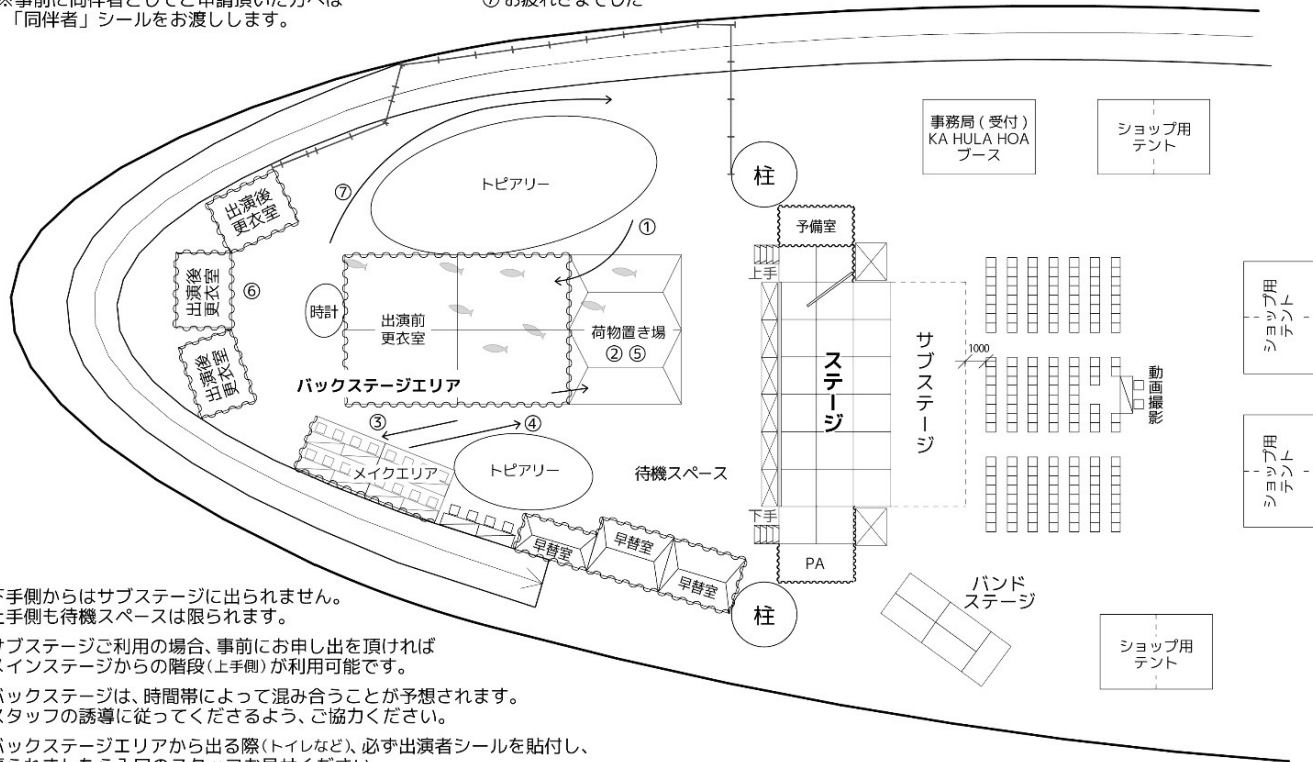 ※事前に同伴者としてご申請頂いた方へは
「同伴者」シールをお渡しします。
⑦ お疲れさまでした
事務局(受付)
KA HULA HOA
ブース
ショップ用
テント
柱
トピアリー
⑦
①
出演後
更衣室
予備室
上手
出演後
更衣室
⑥
時計
出演前
更衣室
荷物置き場
② ⑤
ステージ
サブステージ
1000
動画撮影
ショップ用
テント
出演後
更衣室
バックステージエリア
③
④
メイクエリア
トピアリー
待機スペース
ショップ用
テント
下手
早替室
早替室
早替室
PA
柱
バンド
ステージ
ショップ用
テント
下手側からはサブステージに出られません。
上手側も待機スペースは限られます。
サブステージご利用の場合、事前にお申し出を頂ければ
メインステージからの階段(上手側)が利用可能です。
バックステージは、時間帯によって混み合うことが予想されます。
スタッフの誘導に従ってくださるよう、ご協力ください。
バックステージエリアから出る際(トイレなど)、必ず出演者シールを貼付し、